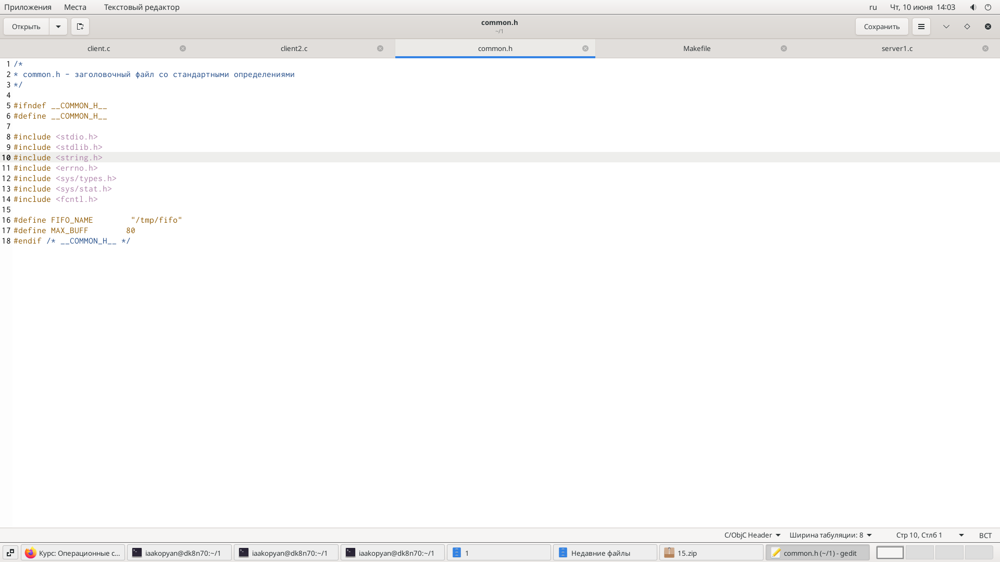 Приложения Места Текстовый редактор ru Чт, 10 июня 14:03
Открыть common.h Сохранить
~/1
client.c client2.c common.h Makefile server1.c
1 /*
2 * common.h - заголовочный файл со стандартными определениями
3 */
4
5 #ifndef __COMMON_H__
6 #define __COMMON_H__
7
8 #include <stdio.h>
9 #include <stdlib.h>
10 #include <string.h>
11 #include <errno.h>
12 #include <sys/types.h>
13 #include <sys/stat.h>
14 #include <fcntl.h>
15
16 #define FIFO_NAME        "/tmp/fifo"
17 #define MAX_BUFF        80
18 #endif /* __COMMON_H__ */
C/ObjC Header Ширина табуляции: 8 Стр 10, Стлб 1 ВСТ
Курс: Операционные с... iaakopyan@dk8n70:~/1 iaakopyan@dk8n70:~/1 iaakopyan@dk8n70:~/1 1 Недавние файлы 15.zip common.h (~/1) - gedit